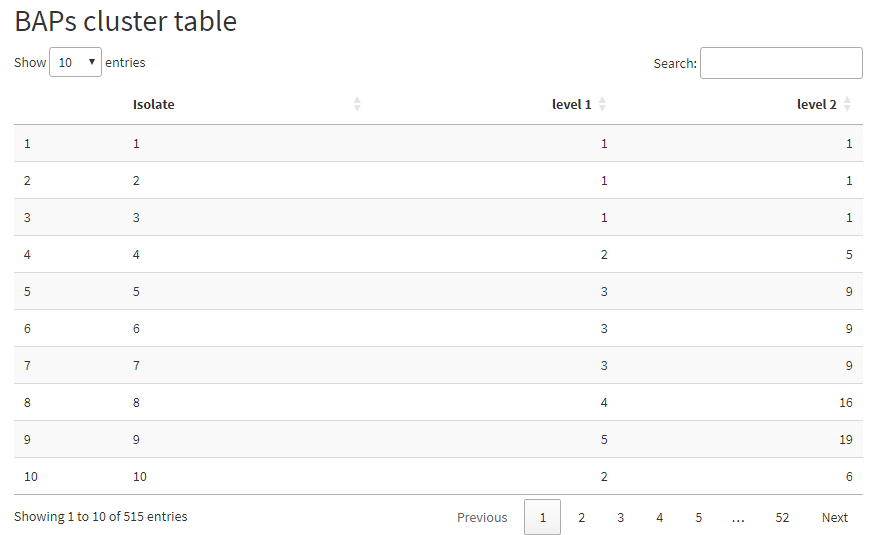 BAPs cluster table
Show 10 entries Search:
Isolate level 1 level 2
1 1 1 1
2 2 1 1
3 3 1 1
4 4 2 5
5 5 3 9
6 6 3 9
7 7 3 9
8 8 4 16
9 9 5 19
10 10 2 6
Showing 1 to 10 of 515 entries Previous 1 2 3 4 5 … 52 Next